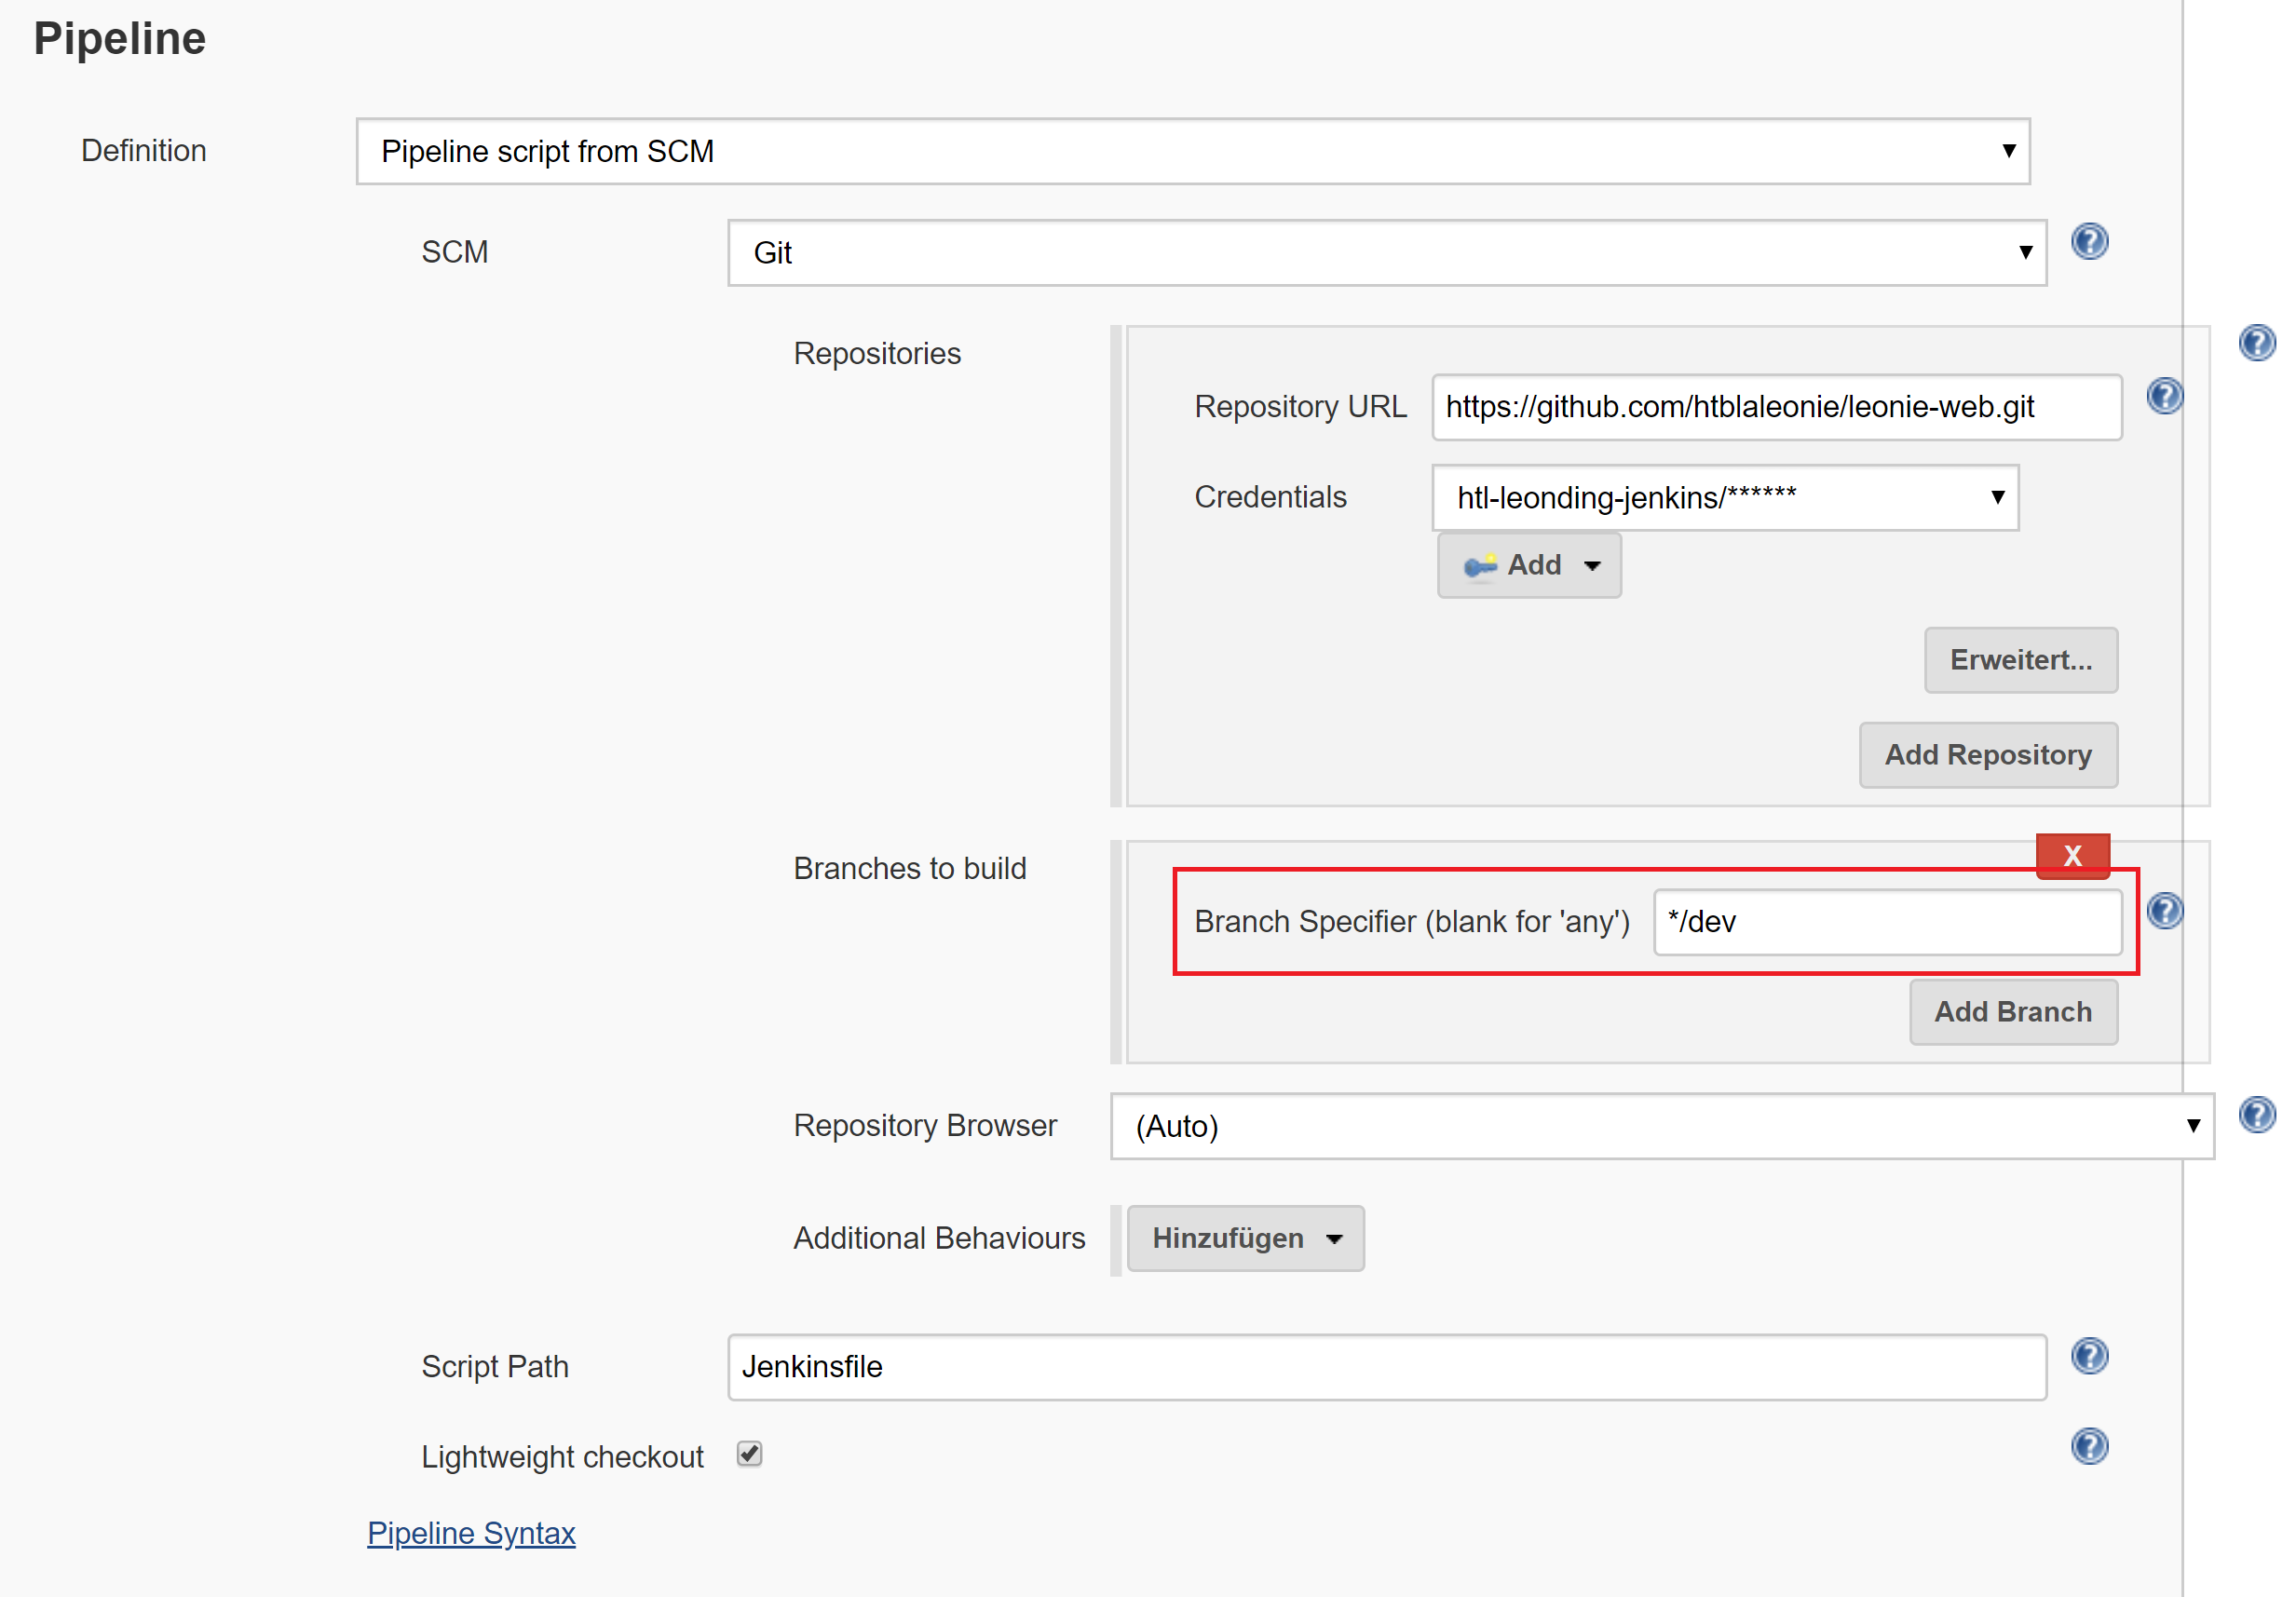 Pipeline
Definition
Pipeline script from SCM
SCM
Git
Repositories
Repository URL
https://github.com/htblaleonie/leonie-web.git
Credentials
htl-leonding-jenkins/******
Add
Erweitert...
Add Repository
Branches to build
X
Branch Specifier (blank for 'any')
*/dev
Add Branch
Repository Browser
(Auto)
Additional Behaviours
Hinzufügen
Script Path
Jenkinsfile
Lightweight checkout
Pipeline Syntax